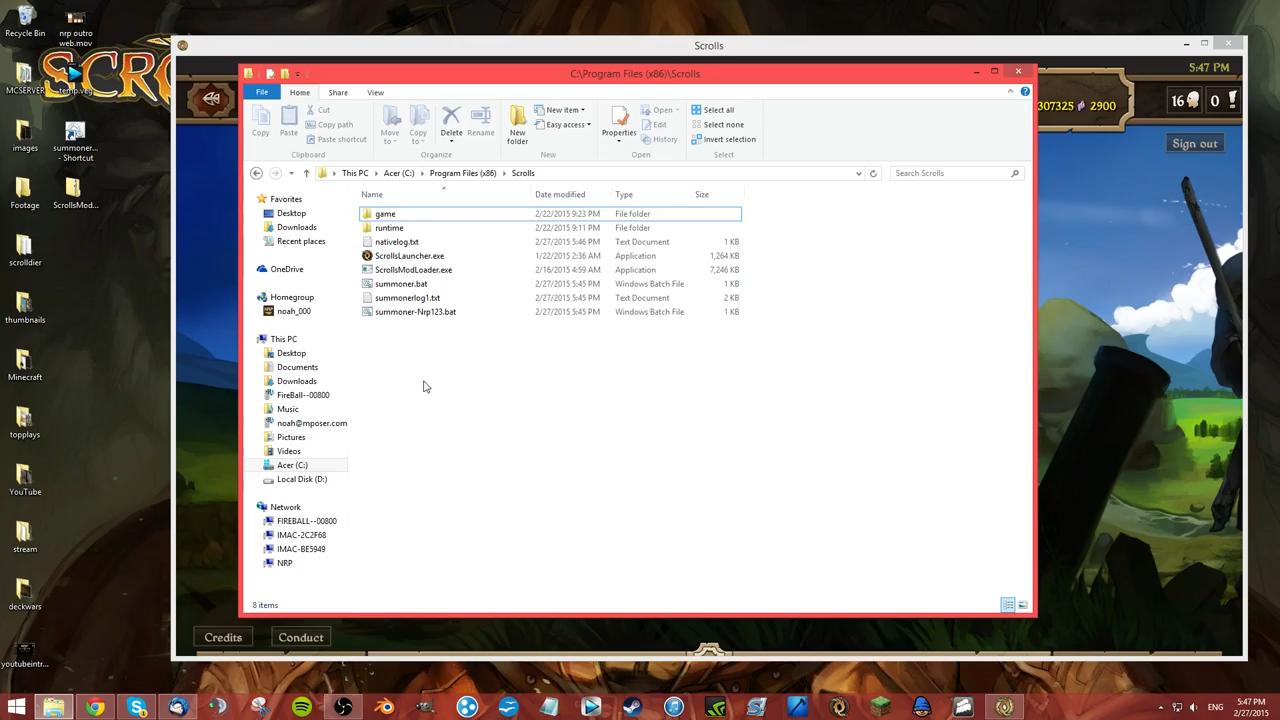 Recycle Bin
nrp outro web.mov
MCSERVER
temp.veg
images
summoner... - Shortcut
Footage
ScrollsMod...
scrolldier
thumbnails
Minecraft
topplays
YouTube
stream
deckwars
youtubeintr...
Scrolls
5:47 PM
307325 2900
16 0
Sign out
C:\Program Files (x86)\Scrolls
File Home Share View
Copy
Paste
Cut
Copy path
Paste shortcut
Clipboard
Move to
Copy to
Delete
Rename
Organize
New folder
New item
Easy access
New
Properties
Open
Edit
History
Open
Select all
Select none
Invert selection
Select
This PC Acer (C:) Program Files (x86) Scrolls
Search Scrolls
Name Date modified Type Size
game 2/22/2015 9:23 PM File folder
runtime 2/22/2015 9:11 PM File folder
nativelog.txt 2/27/2015 5:46 PM Text Document 1 KB
ScrollsLauncher.exe 1/22/2015 2:36 AM Application 1,264 KB
ScrollsModLoader.exe 2/16/2015 4:59 AM Application 7,246 KB
summoner.bat 2/27/2015 5:45 PM Windows Batch File 1 KB
summonerlog1.txt 2/27/2015 5:45 PM Text Document 2 KB
summoner-Nrp123.bat 2/27/2015 5:45 PM Windows Batch File 1 KB
Favorites
Desktop
Downloads
Recent places
OneDrive
Homegroup
noah_000
This PC
Desktop
Documents
Downloads
FireBall--00800
Music
noah@mposer.com
Pictures
Videos
Acer (C:)
Local Disk (D:)
Network
FIREBALL--00800
IMAC-2C2F68
IMAC-BE5949
NRP
8 items
Credits
Conduct
ENG
5:47 PM
2/27/2015